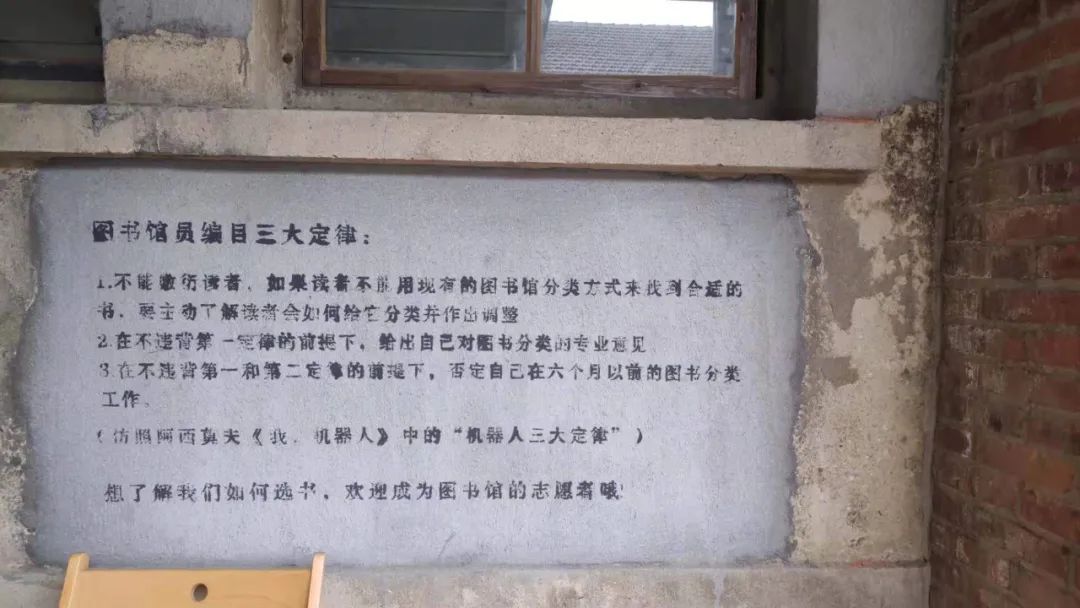 图书馆员编目三大定律：
1.不能敷衍读者，如果读者不能用现有的图书馆分类方式来找到合适的
书，要主动了解读者会如何给它分类并作出调整
2.在不违背第一定律的前提下，给出自己对图书分类的专业意见
3.在不违背第一和第二定律的前提下，否定自己在六个月以前的图书分类
工作。
（仿照阿西莫夫《我，机器人》中的“机器人三大定律”）
想了解我们如何选书，欢迎成为图书馆的志愿者哦!